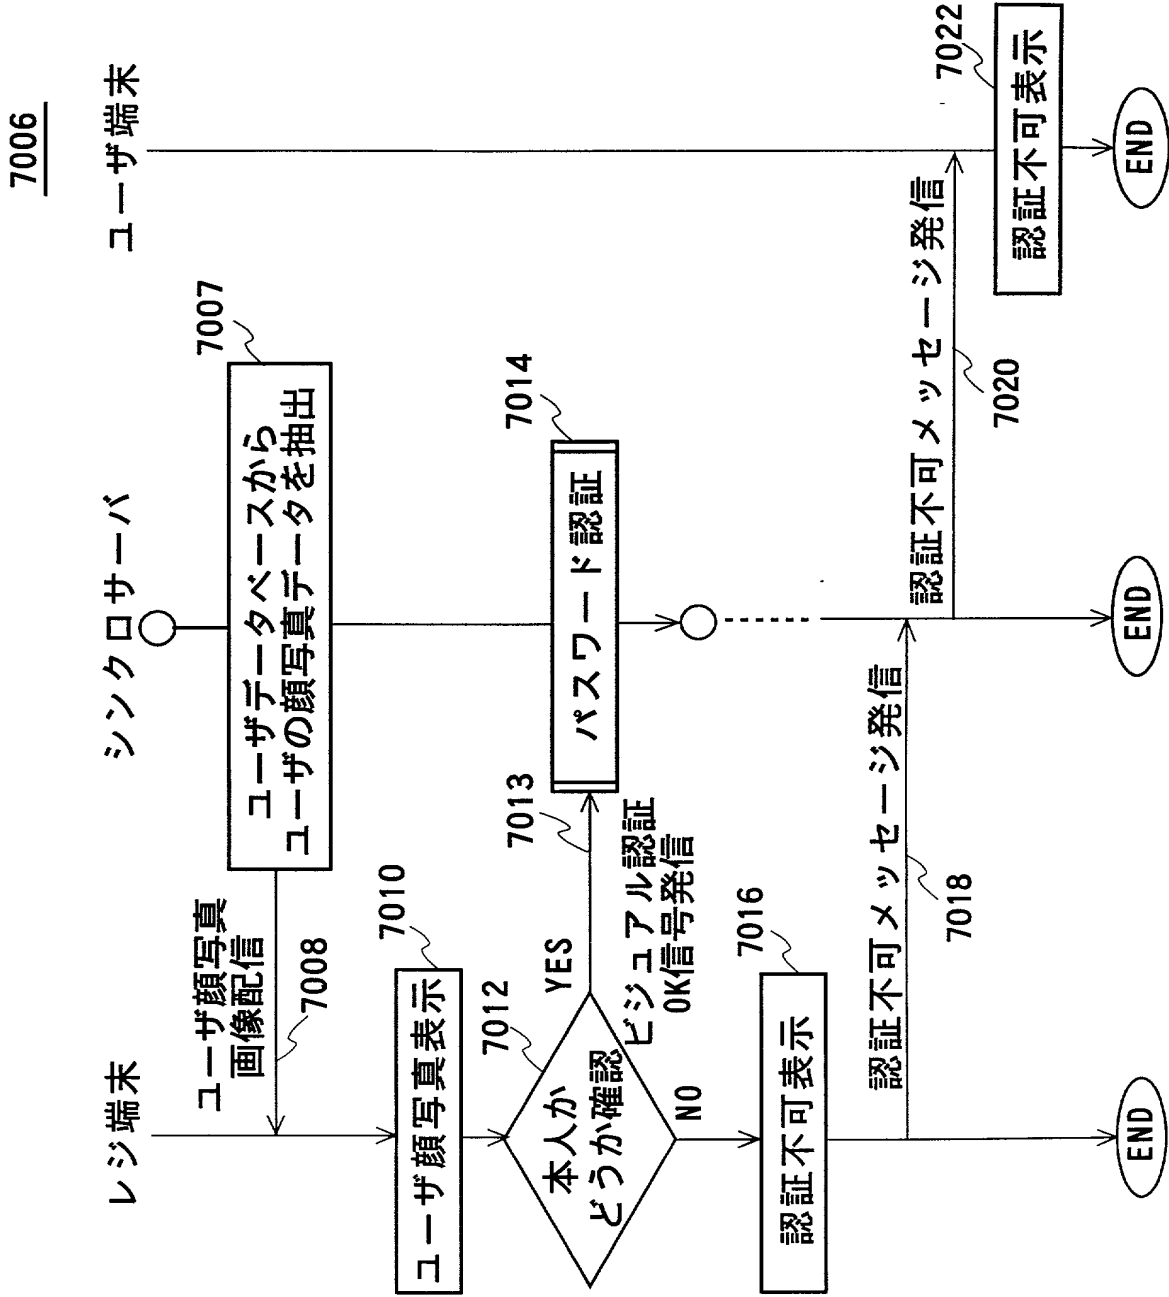 7006
レジ端末
シンクロサーバ
ユーザ端末
7007
ユーザデータベースから
ユーザの顔写真データを抽出
ユーザ顔写真
画像配信
7008
7010
ユーザ顔写真表示
7012
本人か
どうか確認
YES
7013
ビジュアル認証
OK信号発信
7014
パスワード認証
NO
7016
認証不可表示
認証不可メッセージ発信
7018
認証不可メッセージ発信
7020
7022
認証不可表示
END
END
END